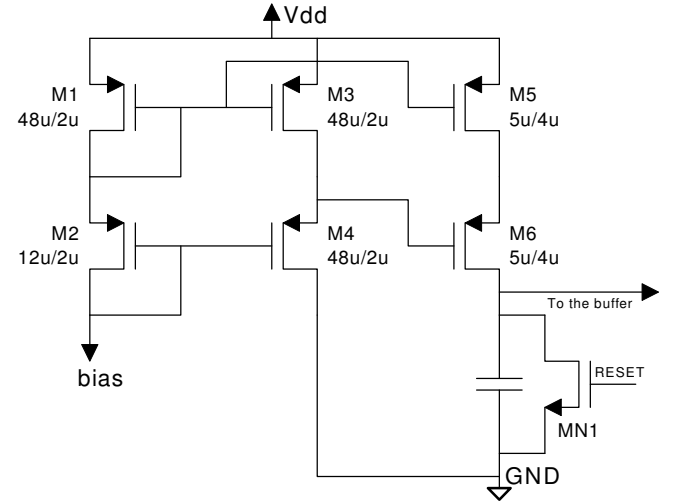 Vdd
M1
48u/2u
M3
48u/2u
M5
5u/4u
M2
12u/2u
M4
48u/2u
M6
5u/4u
To the buffer
bias
RESET
MN1
GND